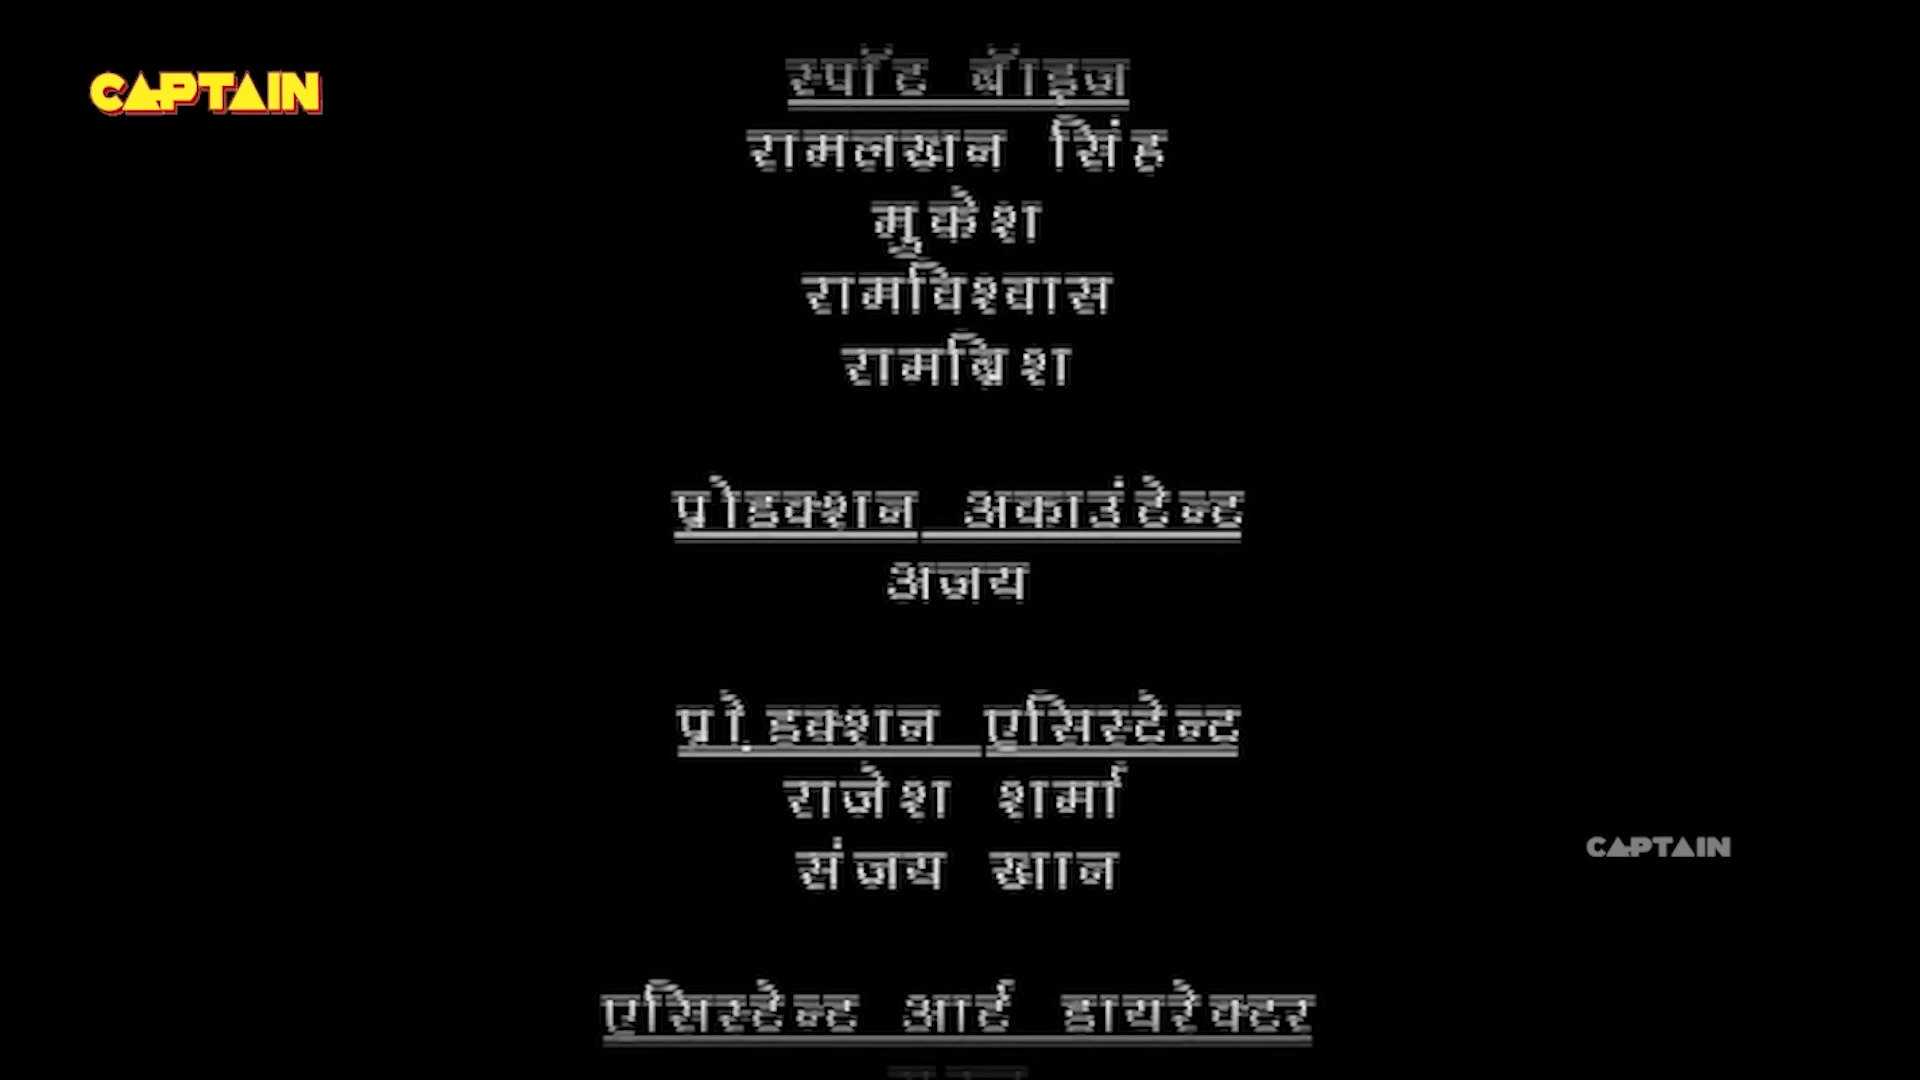 CAPTAIN
स्पॉट बॉइज
रामलखन सिंह
मुकेश
रामविश्वास
रामब्रिश
प्रोडक्शन अकाउंटेन्ट
अजय
प्रोडक्शन एसिस्टेन्ट
राजेश शर्मा
संजय खान
CAPTAIN
एसिस्टेन्ट आर्ट डायरेक्टर